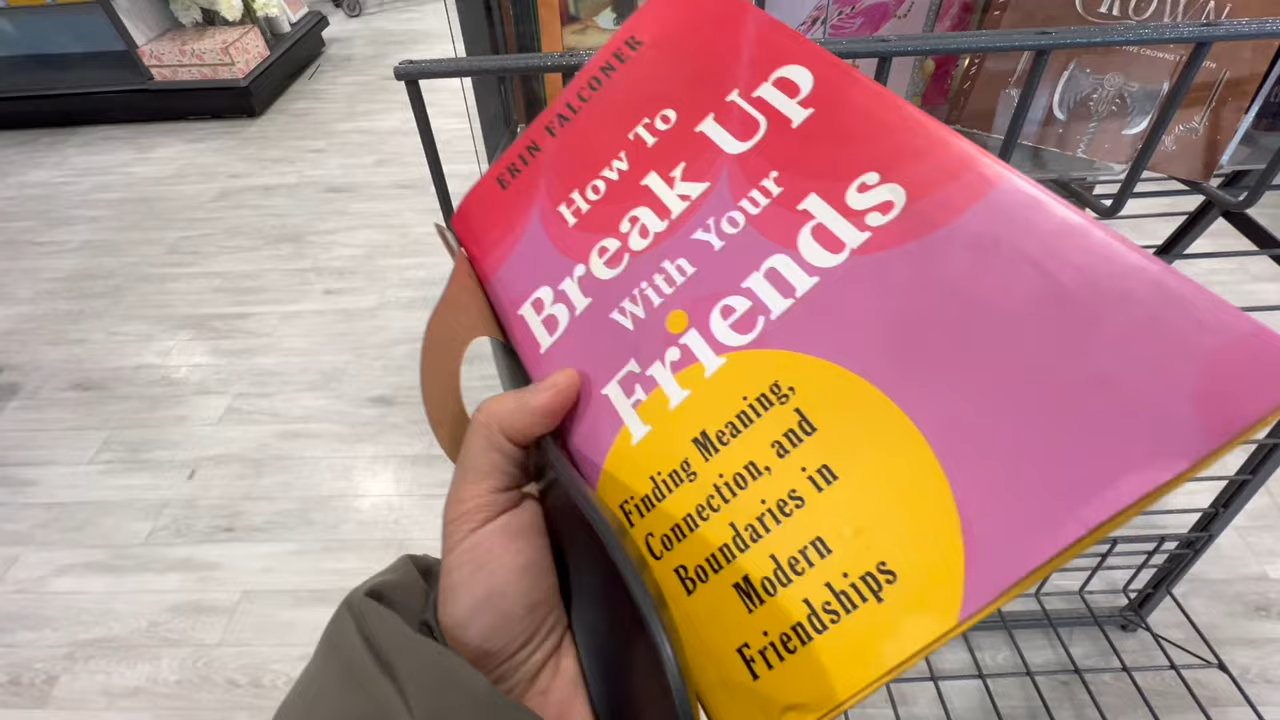 ERIN FALCONER
How To
Break Up
With Your
Friends
Finding Meaning,
Connection, and
Boundaries in
Modern
Friendships
CROWN